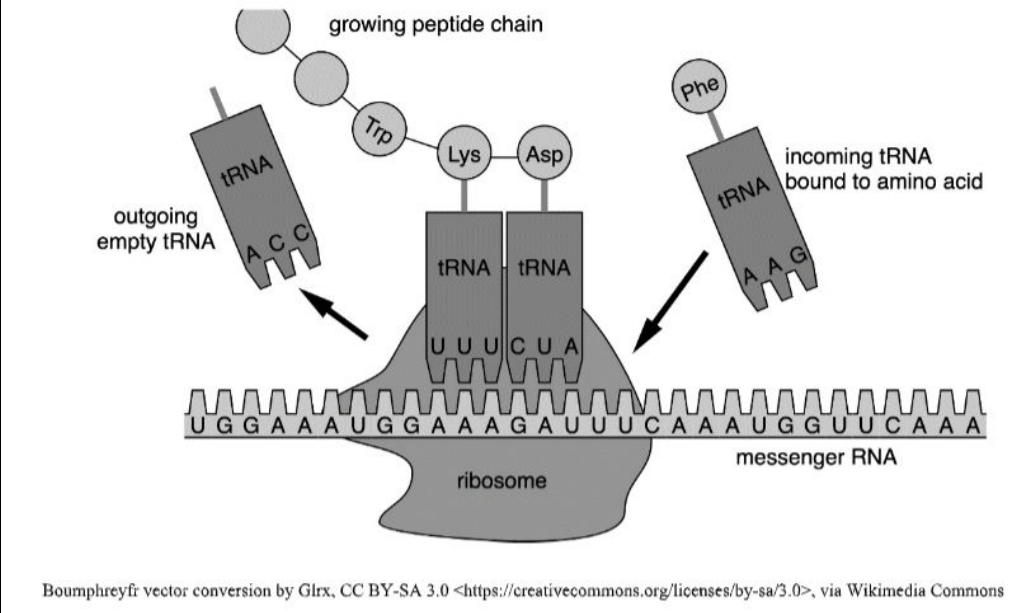 growing peptide chain
Trp
Lys
Asp
Phe
tRNA
incoming tRNA
bound to amino acid
tRNA
outgoing
empty tRNA
A C C
A A G
tRNA
tRNA
U U U
C U A
U G G A A A U G G A A A G A U U U C A A A U G G U U C A A A
messenger RNA
ribosome
Boumphreyfr vector conversion by Glrx, CC BY-SA 3.0 <https://creativecommons.org/licenses/by-sa/3.0>, via Wikimedia Commons